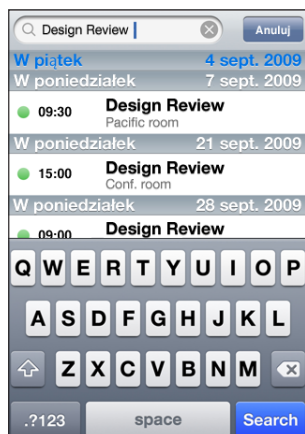 Design Review Anuluj
W piątek 4 sept. 2009
W poniedziałek 7 sept. 2009
09:30 Design Review
Pacific room
W poniedziałek 21 sept. 2009
15:00 Design Review
Conf. room
W poniedziałek 28 sept. 2009
09:00 Design Review
Q W E R T Y U I O P
A S D F G H J K L
Z X C V B N M
.?123 space Search